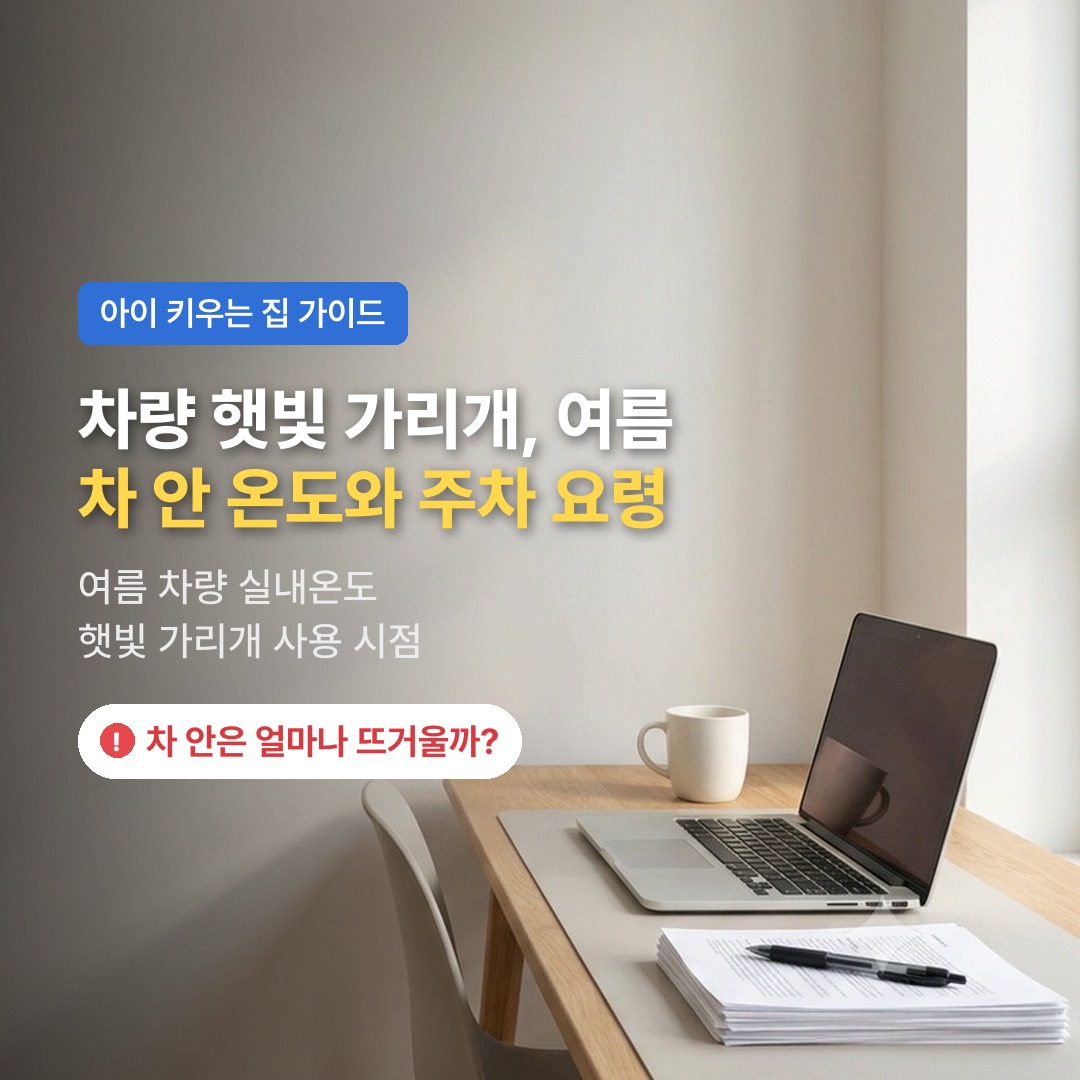 아이 키우는 집 가이드
차량 햇빛 가리개, 여름
차 안 온도와 주차 요령
여름 차량 실내온도
햇빛 가리개 사용 시점
! 차 안은 얼마나 뜨거울까?